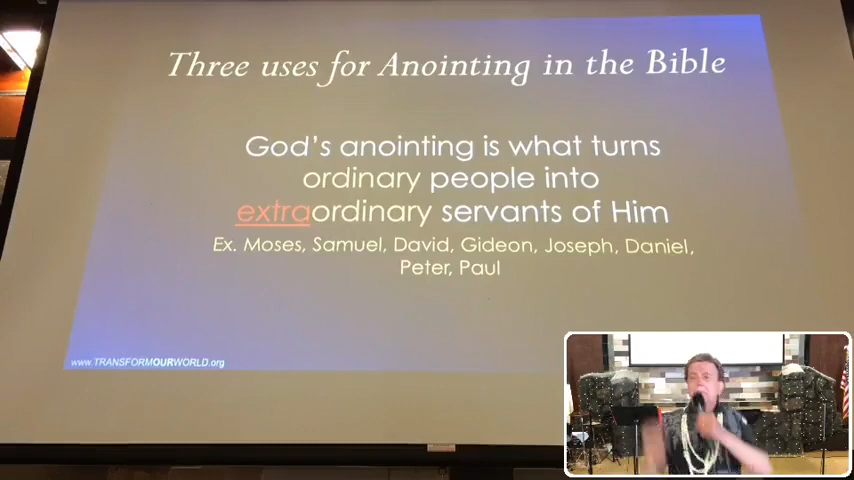 Three uses for Anointing in the Bible
God's anointing is what turns
ordinary people into
extraordinary servants of Him
Ex. Moses, Samuel, David, Gideon, Joseph, Daniel,
Peter, Paul
www.TRANSFORMOURWORLD.org